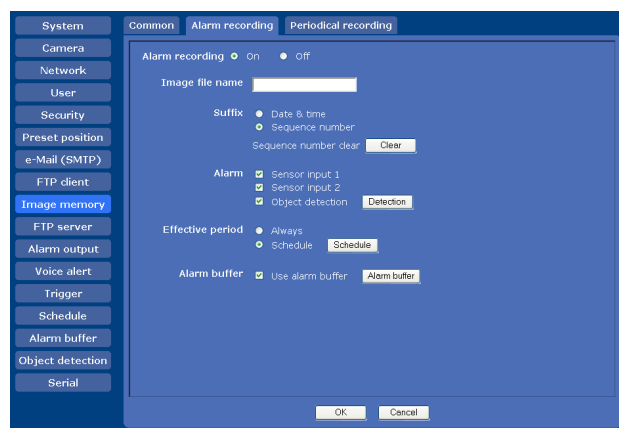 System
Camera
Network
User
Security
Preset position
e-Mail (SMTP)
FTP client
Image memory
FTP server
Alarm output
Voice alert
Trigger
Schedule
Alarm buffer
Object detection
Serial
Common Alarm recording Periodical recording
Alarm recording On Off
Image file name
Suffix Date & time
Sequence number
Sequence number clear Clear
Alarm Sensor input 1
Sensor input 2
Object detection Detection
Effective period Always
Schedule Schedule
Alarm buffer Use alarm buffer Alarm buffer
OK Cancel